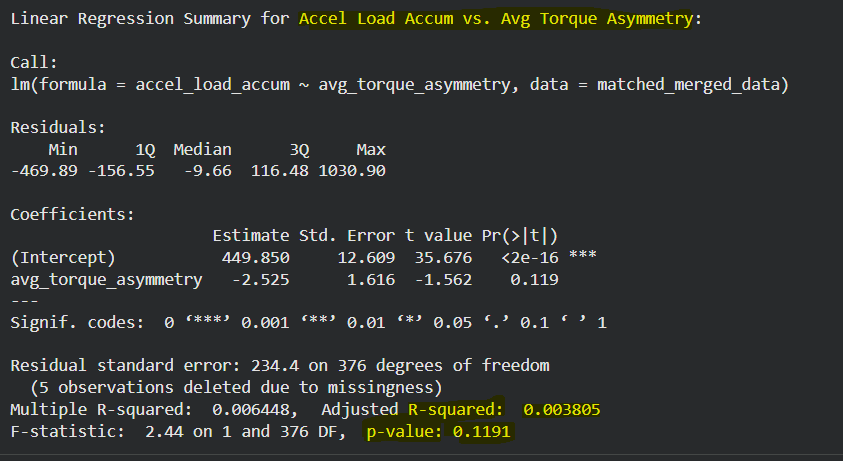 Linear Regression Summary for Accel Load Accum vs. Avg Torque Asymmetry:
Call:
lm(formula = accel_load_accum ~ avg_torque_asymmetry, data = matched_merged_data)
Residuals:
Min 1Q Median 3Q Max
-469.89 -156.55 -9.66 116.48 1030.90
Coefficients:
Estimate Std. Error t value Pr(>|t|)
(Intercept) 449.850 12.609 35.676 <2e-16 ***
avg_torque_asymmetry -2.525 1.616 -1.562 0.119
---
Signif. codes: 0 ‘***’ 0.001 ‘**’ 0.01 ‘*’ 0.05 ‘.’ 0.1 ‘ ’ 1
Residual standard error: 234.4 on 376 degrees of freedom
(5 observations deleted due to missingness)
Multiple R-squared: 0.006448, Adjusted R-squared: 0.003805
F-statistic: 2.44 on 1 and 376 DF, p-value: 0.1191